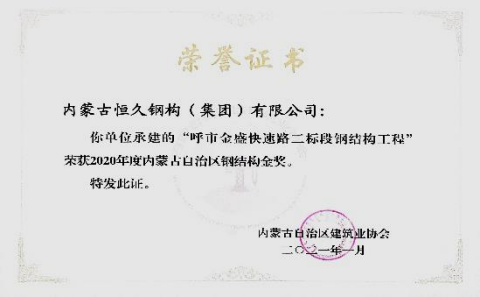 荣誉证书
内蒙古恒久钢构（集团）有限公司：
你单位承建的“呼市金盛快速路二标段钢结构工程”
荣获2020年度内蒙古自治区钢结构金奖。
特发此证。
内蒙古自治区建筑业协会
二〇二一年一月